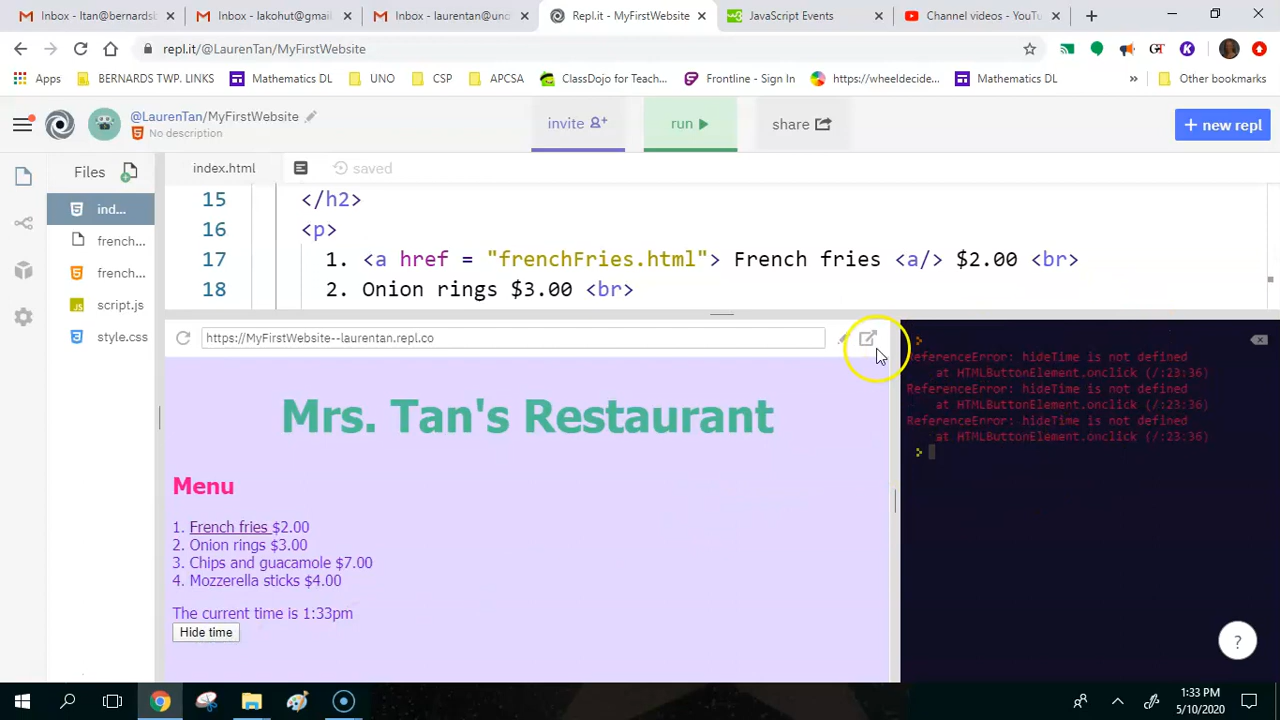 Inbox - ltan@bernardsb
Inbox - lakohut@gmail
Inbox - laurentan@uno
Repl.it - MyFirstWebsite
JavaScript Events
Channel videos - YouTu
repl.it/@LaurenTan/MyFirstWebsite
Apps
BERNARDS TWP. LINKS
Mathematics DL
UNO
CSP
APCSA
ClassDojo for Teach...
Frontline - Sign In
https://wheeldecide...
Mathematics DL
Other bookmarks
@LaurenTan/MyFirstWebsite
No description
invite
run
share
+ new repl
Files
index.html
saved
ind...
french...
french...
script.js
style.css
15 </h2>
16 <p>
17 1. <a href = "frenchFries.html"> French fries <a/> $2.00 <br>
18 2. Onion rings $3.00 <br>
https://MyFirstWebsite--laurentan.repl.co
Mrs. Tan's Restaurant
Menu
1. French fries $2.00
2. Onion rings $3.00
3. Chips and guacamole $7.00
4. Mozzerella sticks $4.00
The current time is 1:33pm
Hide time
ReferenceError: hideTime is not defined
at HTMLButtonElement.onclick (/:23:36)
ReferenceError: hideTime is not defined
at HTMLButtonElement.onclick (/:23:36)
ReferenceError: hideTime is not defined
at HTMLButtonElement.onclick (/:23:36)
?
1:33 PM
5/10/2020